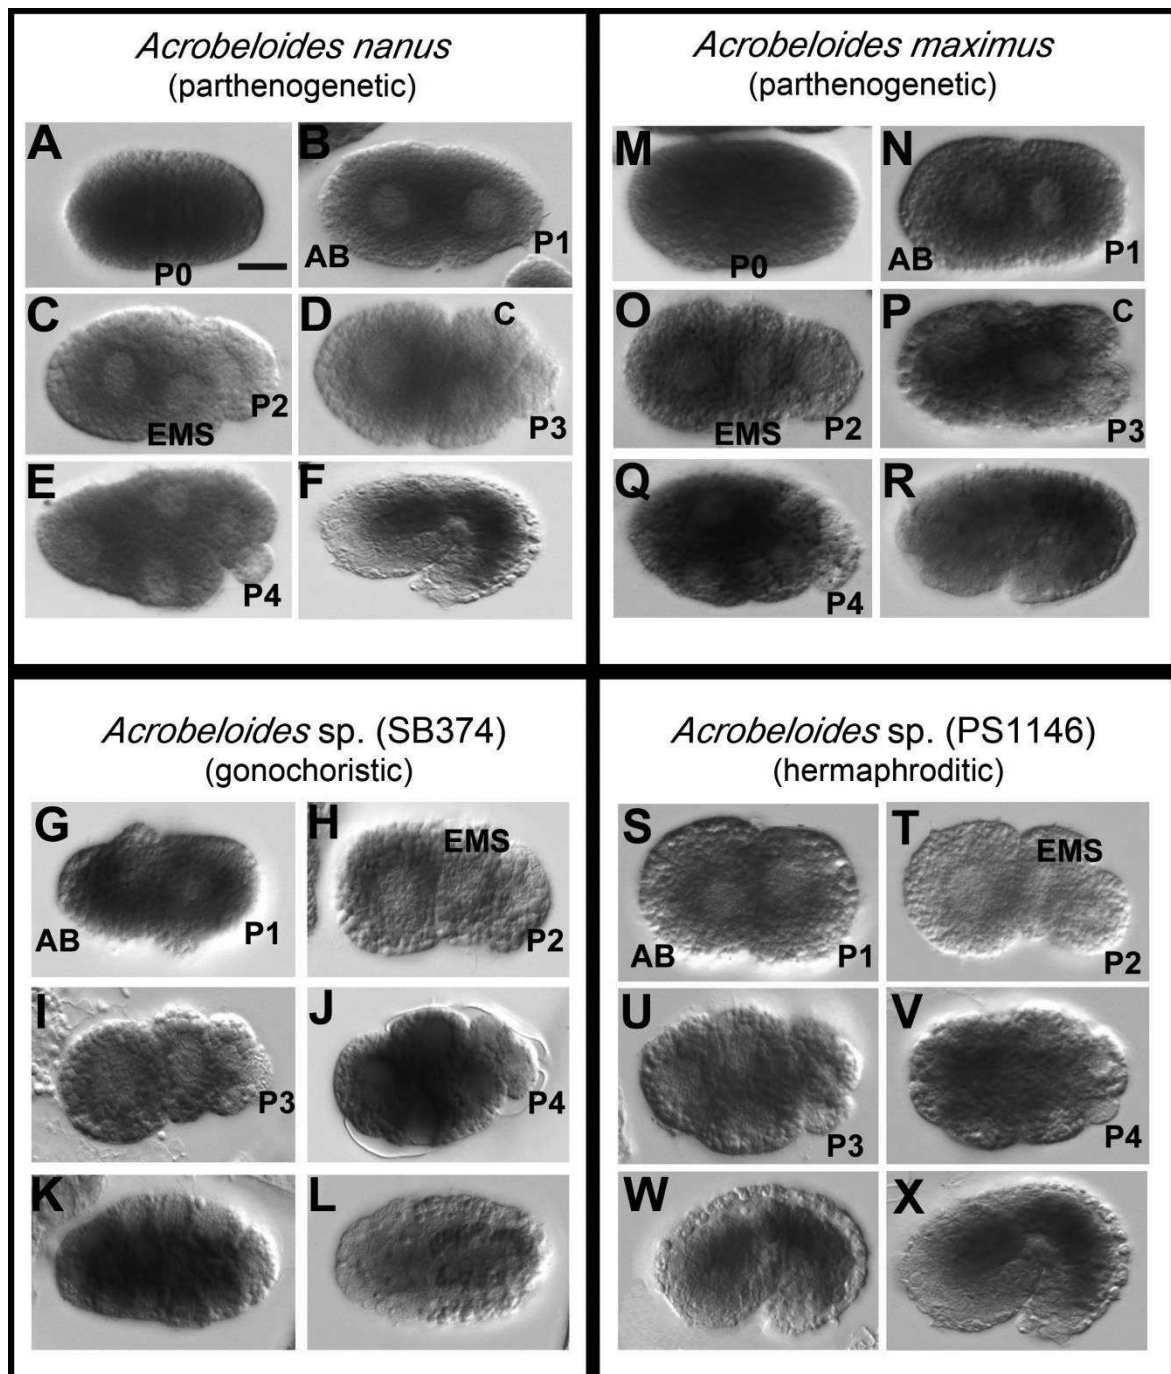 Acrobeloides nanus
(parthenogenetic)
A
P0
B
AB
P1
C
EMS
P2
D
C
P3
E
P4
F
Acrobeloides maximus
(parthenogenetic)
M
P0
N
AB
P1
O
EMS
P2
P
C
P3
Q
P4
R
Acrobeloides sp. (SB374)
(gonochoristic)
G
AB
P1
H
EMS
P2
I
P3
J
P4
K
L
Acrobeloides sp. (PS1146)
(hermaphroditic)
S
AB
P1
T
EMS
P2
U
P3
V
P4
W
X